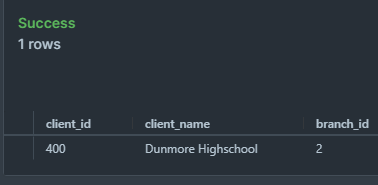 Success
1 rows
client_id client_name branch_id
400 Dunmore Highschool 2